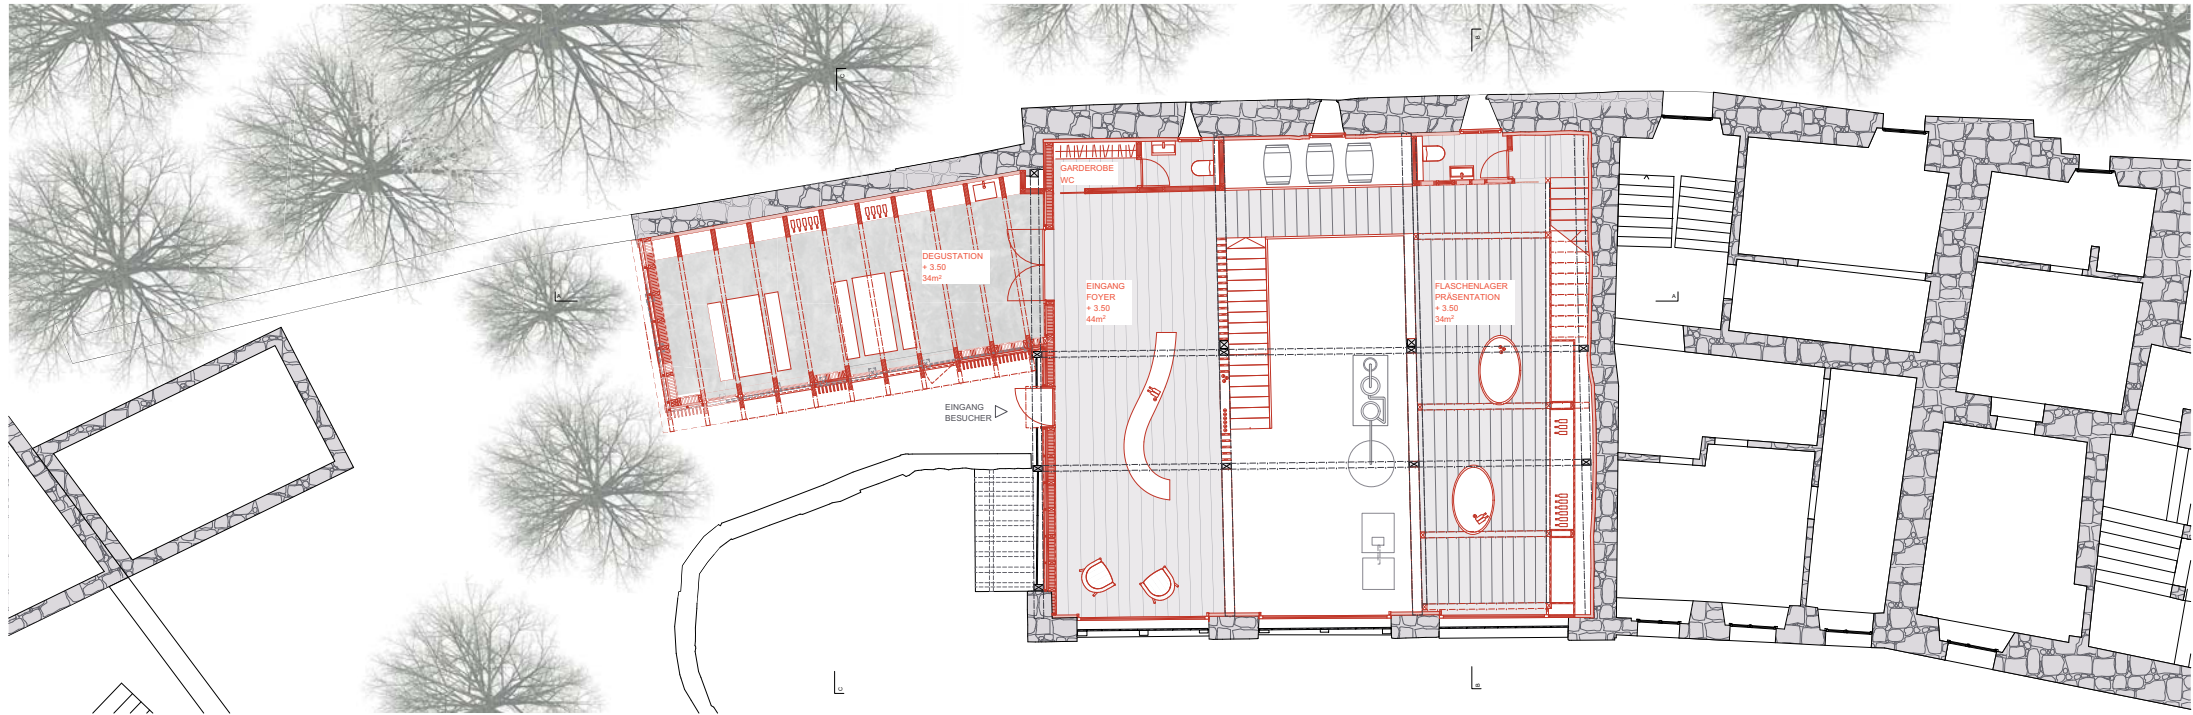 B
C
GARDEROBE
WC
DEGUSTATION
+ 3.50
34m²
EINGANG
FOYER
+ 3.50
44m²
FLASCHENLAGER
PRÄSENTATION
+ 3.50
34m²
A
A
EINGANG
BESUCHER
C
B